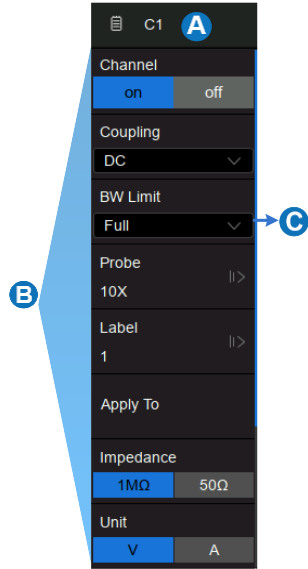 C1 A
Channel
on off
Coupling
DC
BW Limit
Full
C
Probe
10X
B
Label
1
Apply To
Impedance
1MΩ 50Ω
Unit
V A